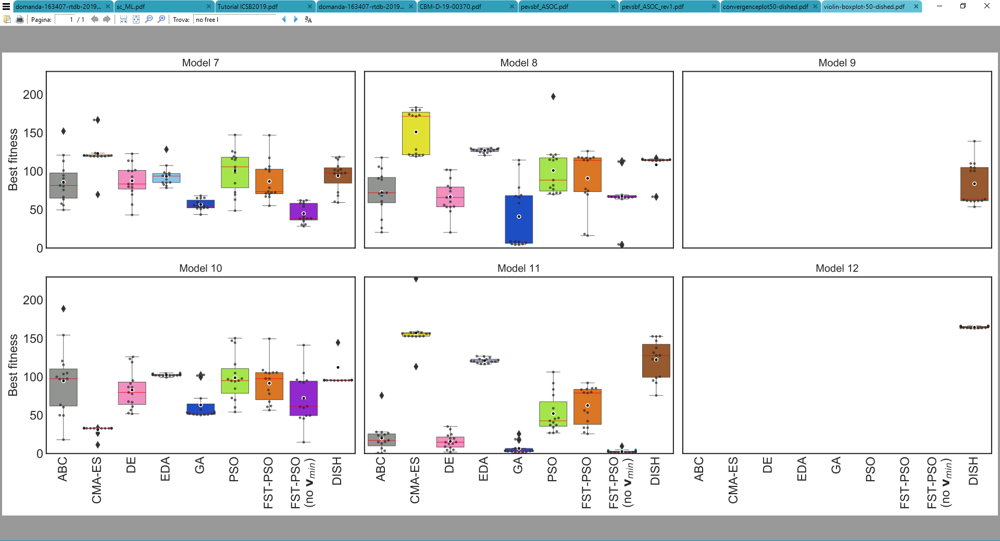 domanda-163407-rtdb-2019... sc_ML.pdf Tutorial ICSB2019.pdf domanda-163407-rtdb-2019... CBM-D-19-00370.pdf pevsbf_ASOC.pdf pevsbf_ASOC_rev1.pdf convergenceplot50-dished.pdf violin-boxplot-50-dished.pdf
Pagina: 1 / 1 Trova: no free l
Model 7
Best fitness
200
150
100
50
0
Model 8
Model 9
Model 10
Best fitness
200
150
100
50
0
ABC
CMA-ES
DE
EDA
GA
PSO
FST-PSO
FST-PSO
(no v_min)
DISH
Model 11
ABC
CMA-ES
DE
EDA
GA
PSO
FST-PSO
FST-PSO
(no v_min)
DISH
Model 12
ABC
CMA-ES
DE
EDA
GA
PSO
FST-PSO
FST-PSO
(no v_min)
DISH